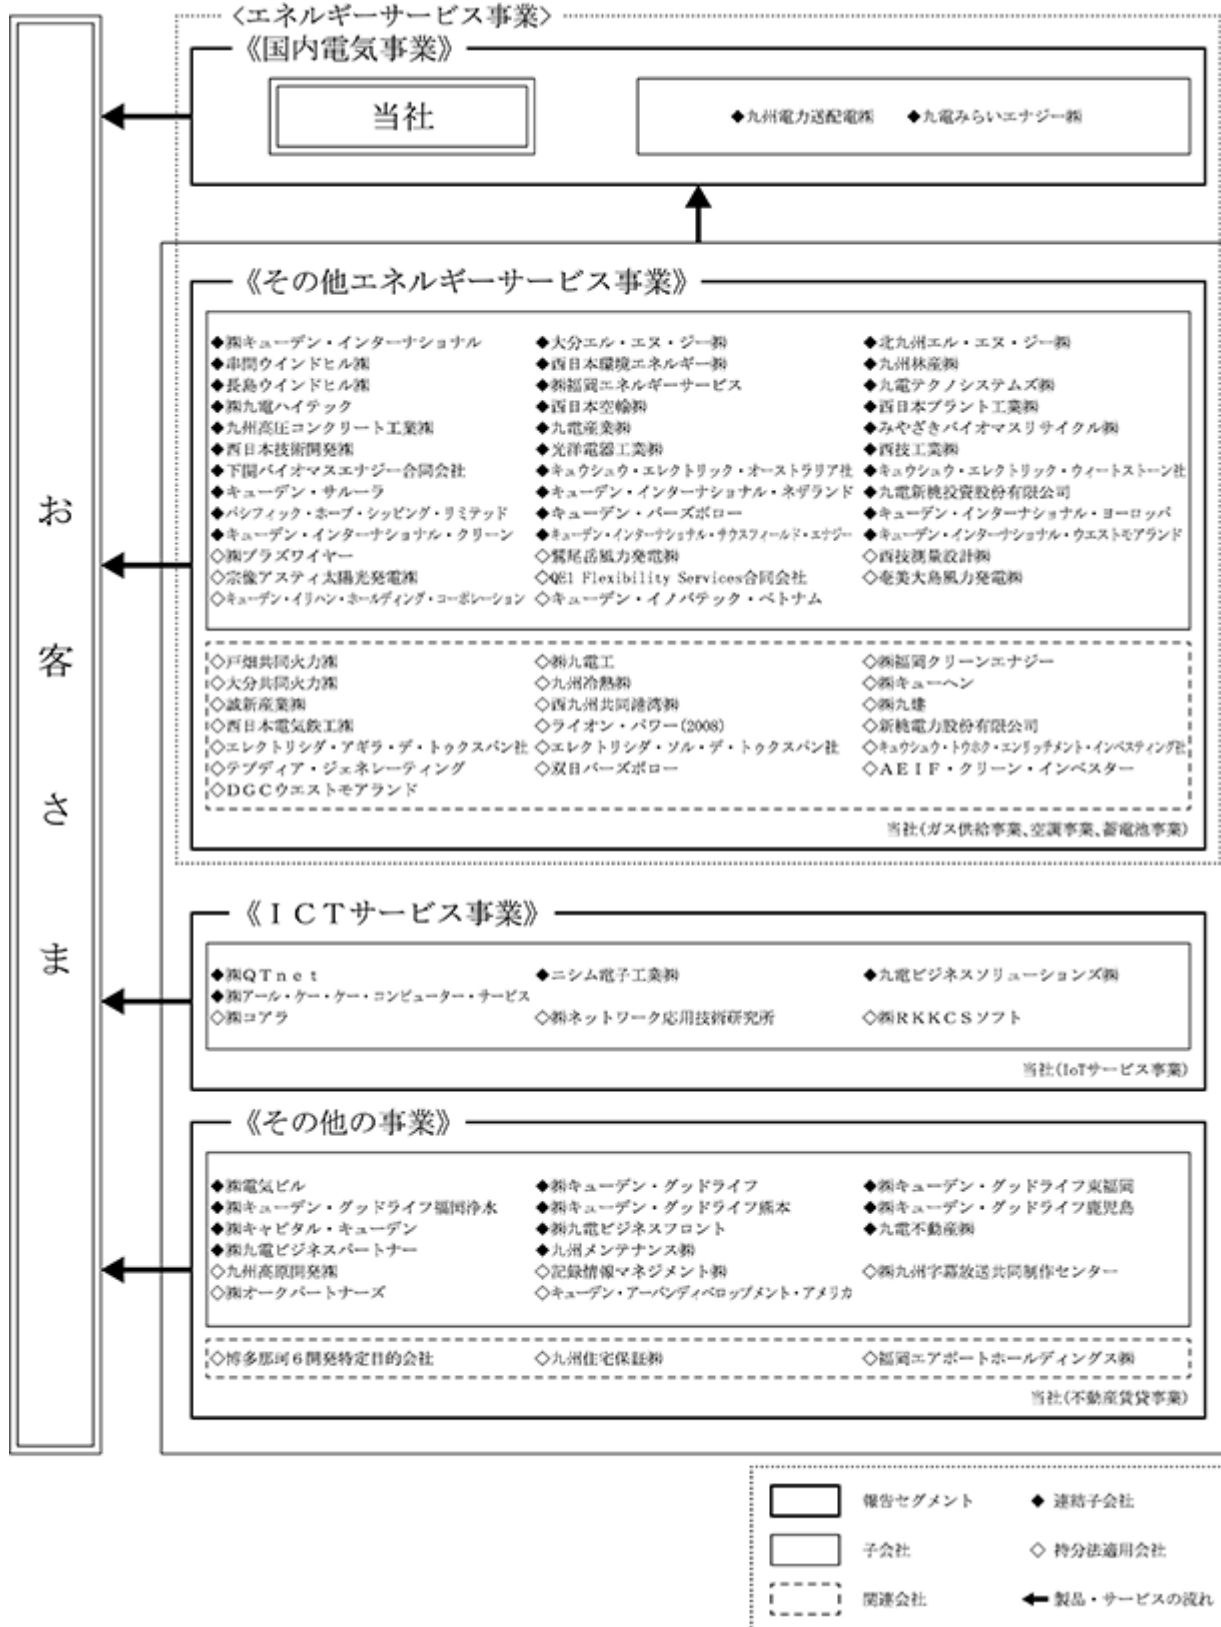 〈エネルギーサービス事業〉
《国内電気事業》
当社
◆九州電力送配電㈱ ◆九電みらいエナジー㈱
《その他エネルギーサービス事業》
◆㈱キューデン・インターナショナル ◆大分エル・エヌ・ジー㈱ ◆北九州エル・エヌ・ジー㈱
◆串間ウインドヒル㈱ ◆西日本環境エネルギー㈱ ◆九州林産㈱
◆長島ウインドヒル㈱ ◆㈱福岡エネルギーサービス ◆九電テクノシステムズ㈱
◆㈱九電ハイテック ◆西日本空輸㈱ ◆西日本プラント工業㈱
◆九州高圧コンクリート工業㈱ ◆九電産業㈱ ◆みやざきバイオマスリサイクル㈱
◆西日本技術開発㈱ ◆光洋電器工業㈱ ◆西技工業㈱
◆下関バイオマスエナジー合同会社 ◆キュウシュウ・エレクトリック・オーストラリア社 ◆キュウシュウ・エレクトリック・ウィートストーン社
◆キューデン・サルーラ ◆キューデン・インターナショナル・ネザランド ◆九電新桃投資股份有限公司
◆パシフィック・ホープ・シッピング・リミテッド ◆キューデン・バーズボロー ◆キューデン・インターナショナル・ヨーロッパ
◆キューデン・インターナショナル・クリーン ◆キューデン・インターナショナル・サウスフィールド・エナジー ◆キューデン・インターナショナル・ウエストモアランド
◇㈱プラズワイヤー ◇鷲尾岳風力発電㈱ ◇西技測量設計㈱
◇宗像アスティ太陽光発電㈱ ◇QE1 Flexibility Services合同会社 ◇奄美大島風力発電㈱
◇キューデン・イリハン・ホールディング・コーポレーション ◇キューデン・イノバテック・ベトナム
◇戸畑共同火力㈱ ◇㈱九電工 ◇㈱福岡クリーンエナジー
◇大分共同火力㈱ ◇九州冷熱㈱ ◇㈱キューヘン
◇誠新産業㈱ ◇西九州共同港湾㈱ ◇㈱九建
◇西日本電気鉄工㈱ ◇ライオン・パワー(2008) ◇新桃電力股份有限公司
◇エレクトリシダ・アギラ・デ・トゥクスパン社 ◇エレクトリシダ・ソル・デ・トゥクスパン社 ◇キュウシュウ・トウホク・エンリッチメント・インベスティング社
◇テプディア・ジェネレーティング ◇双日バーズボロー ◇ＡＥＩＦ・クリーン・インベスター
◇ＤＧＣウエストモアランド
当社(ガス供給事業、空調事業、蓄電池事業)
お客さま
《ＩＣＴサービス事業》
◆㈱ＱＴｎｅｔ ◆ニシム電子工業㈱ ◆九電ビジネスソリューションズ㈱
◆㈱アール・ケー・ケー・コンピューター・サービス
◇㈱コアラ ◇㈱ネットワーク応用技術研究所 ◇㈱ＲＫＫＣＳソフト
当社(IoTサービス事業)
《その他の事業》
◆㈱電気ビル ◆㈱キューデン・グッドライフ ◆㈱キューデン・グッドライフ東福岡
◆㈱キューデン・グッドライフ福岡浄水 ◆㈱キューデン・グッドライフ熊本 ◆㈱キューデン・グッドライフ鹿児島
◆㈱キャピタル・キューデン ◆㈱九電ビジネスフロント ◆九電不動産㈱
◆㈱九電ビジネスパートナー ◆九州メンテナンス㈱
◇九州高原開発㈱ ◇記録情報マネジメント㈱ ◇㈱九州字幕放送共同制作センター
◇㈱オークパートナーズ ◇キューデン・アーバンディベロップメント・アメリカ
◇博多那珂６開発特定目的会社 ◇九州住宅保証㈱ ◇福岡エアポートホールディングス㈱
当社(不動産賃貸事業)
報告セグメント ◆ 連結子会社
子会社 ◇ 持分法適用会社
関連会社 製品・サービスの流れ